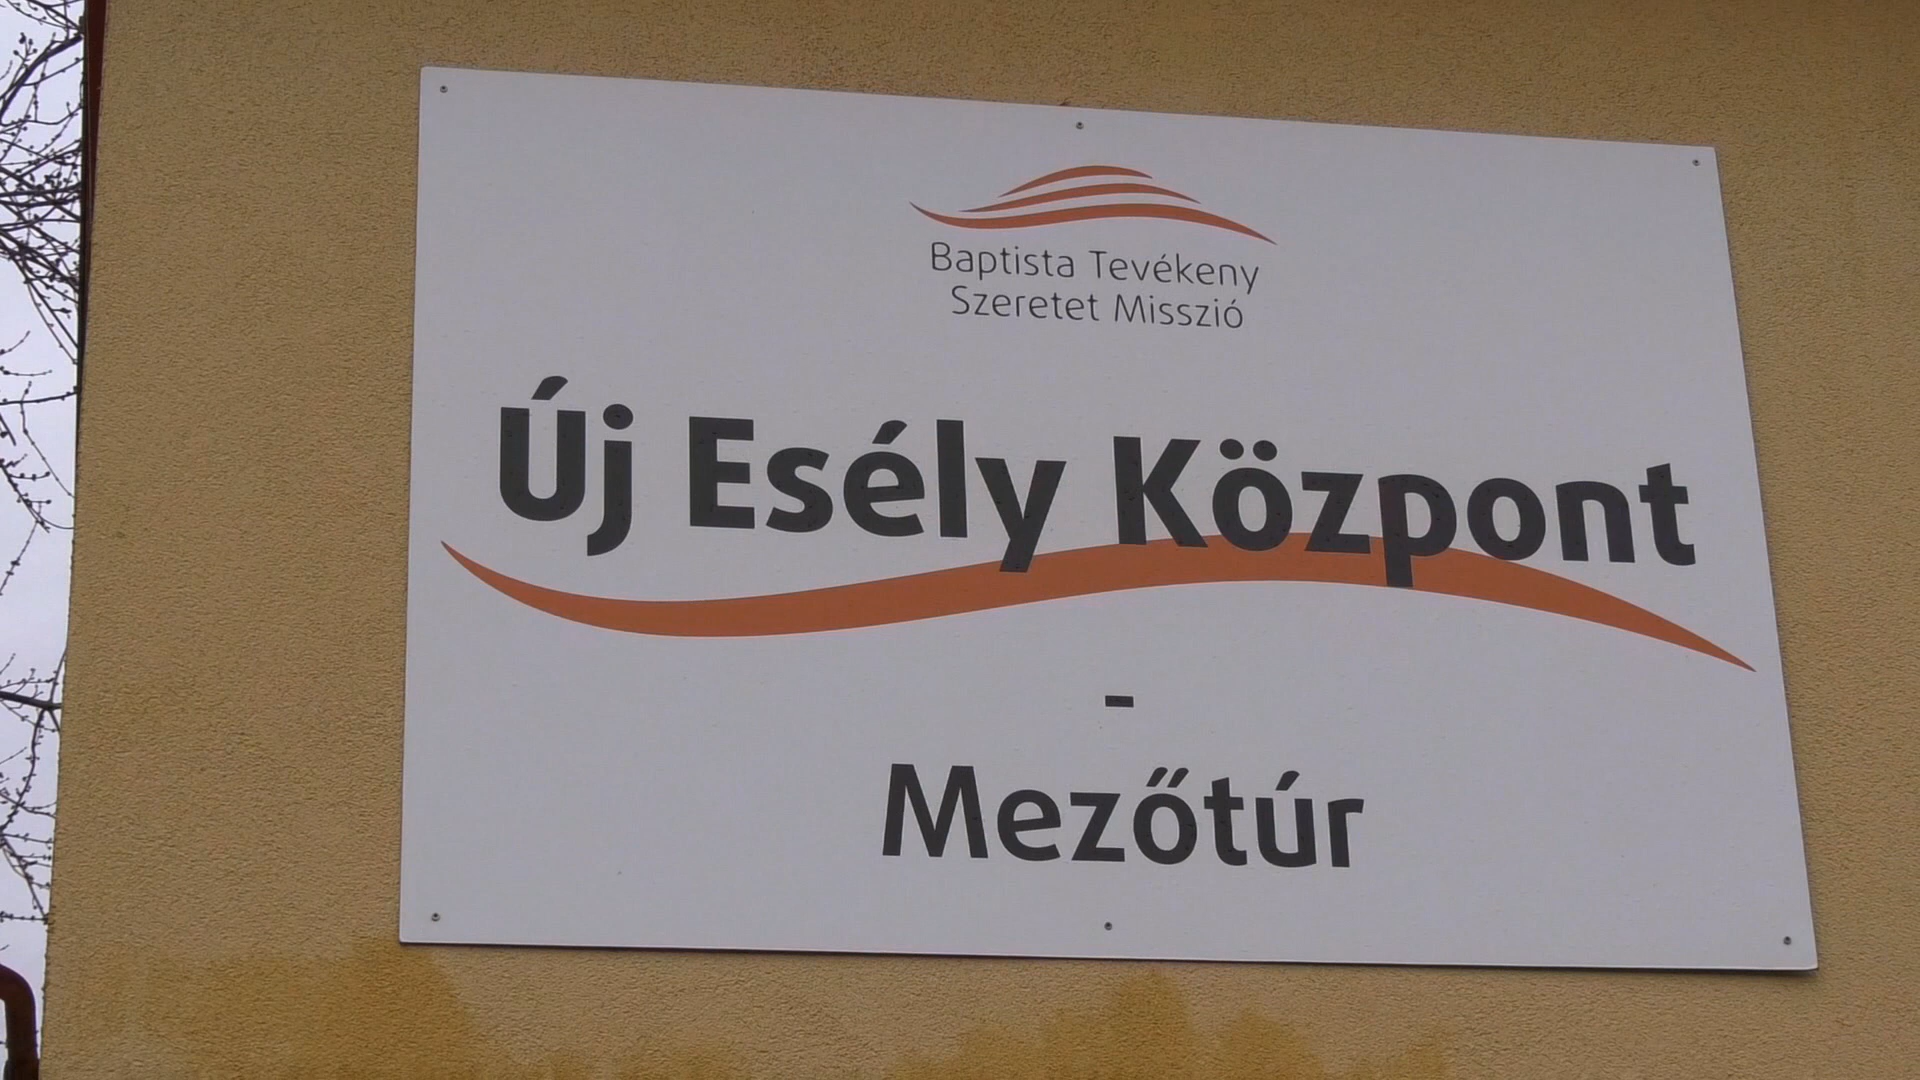 Baptista Tevékeny
Szeretet Misszió
Új Esély Központ
-
Mezőtúr